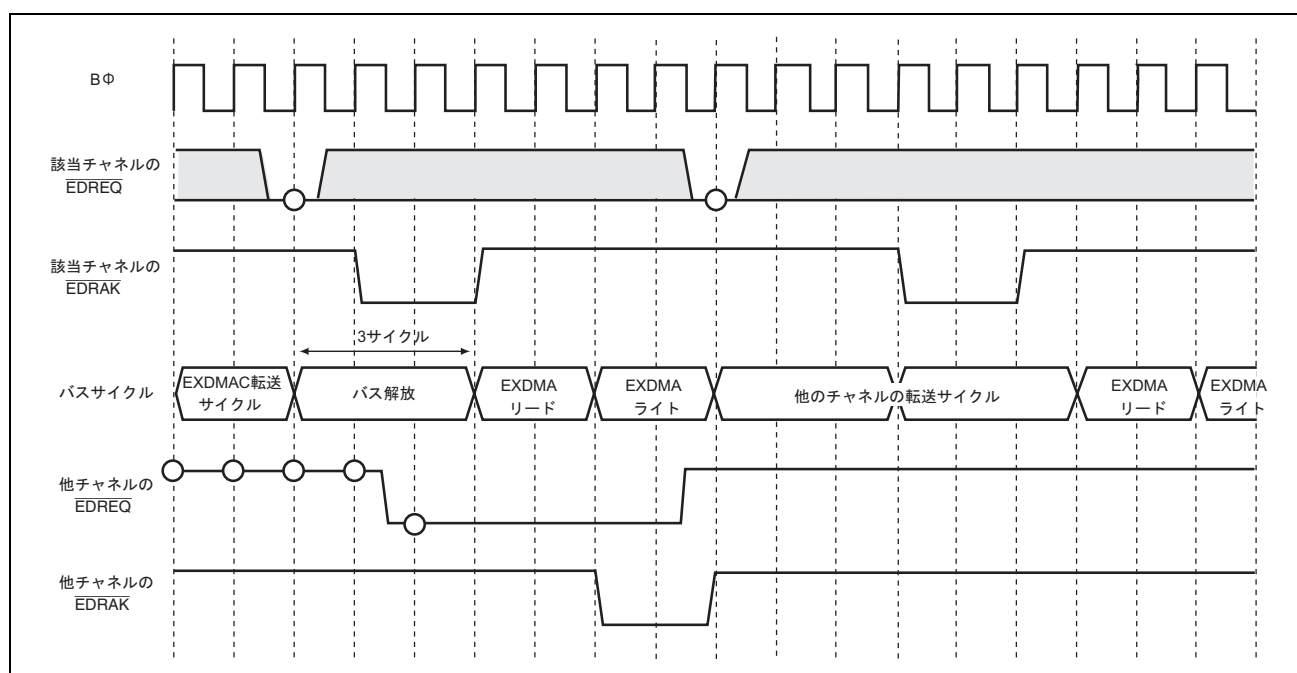 BΦ
該当チャネルの
EDREQ
該当チャネルの
EDRAK
3サイクル
バスサイクル
EXDMAC転送
サイクル
バス解放
EXDMA
リード
EXDMA
ライト
他のチャネルの転送サイクル
EXDMA
リード
EXDMA
ライト
他チャネルの
EDREQ
他チャネルの
EDRAK